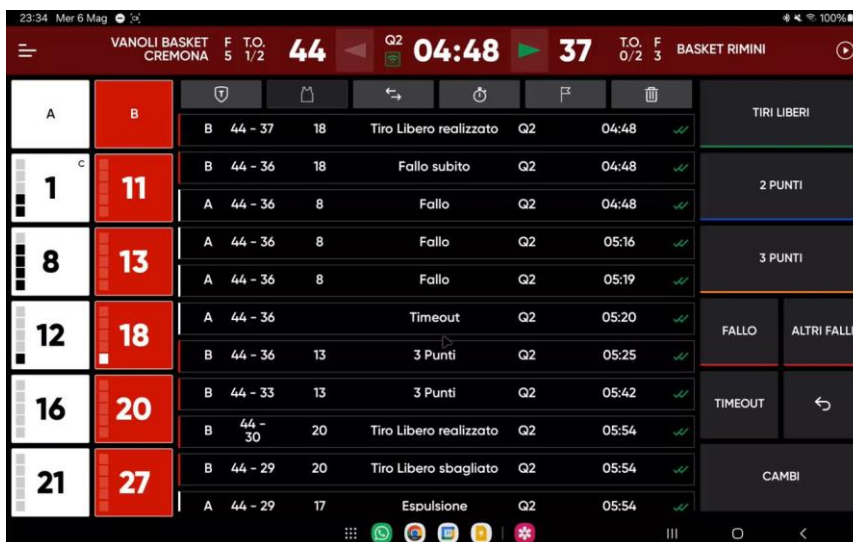 23:34 Mer 6 Mag 100%
VANOLI BASKET CREMONA F 5 T.O. 1/2 44 Q2 04:48 37 T.O. 0/2 F 3 BASKET RIMINI
A B
TIRI LIBERI
B 44 - 37 18 Tiro Libero realizzato Q2 04:48
B 44 - 36 18 Fallo subito Q2 04:48
1 C 11
2 PUNTI
A 44 - 36 8 Fallo Q2 04:48
A 44 - 36 8 Fallo Q2 05:16
8 13
3 PUNTI
A 44 - 36 8 Fallo Q2 05:19
A 44 - 36 Timeout Q2 05:20
12 18
FALLO ALTRI FALLI
B 44 - 36 13 3 Punti Q2 05:25
B 44 - 33 13 3 Punti Q2 05:42
16 20
TIMEOUT
B 44 - 30 20 Tiro Libero realizzato Q2 05:54
B 44 - 29 20 Tiro Libero sbagliato Q2 05:54
21 27
CAMBI
A 44 - 29 17 Espulsione Q2 05:54